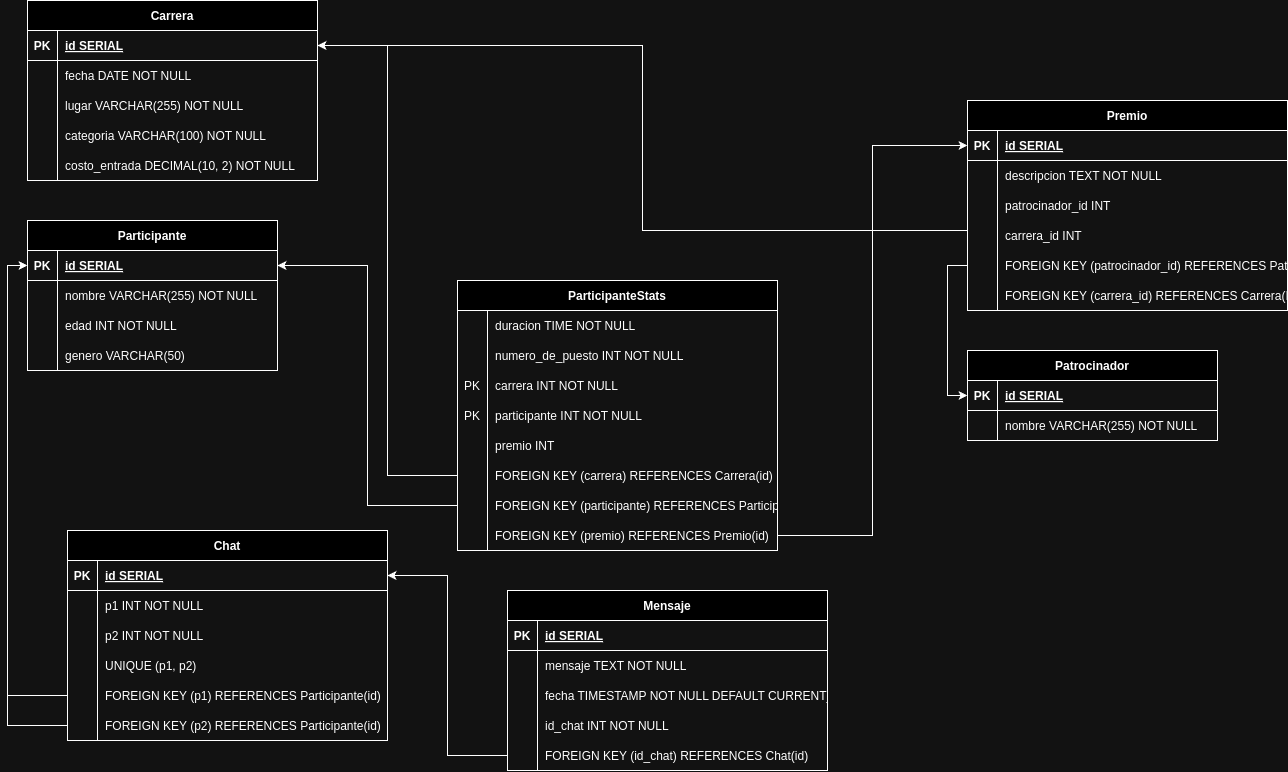 Carrera
PK id SERIAL
fecha DATE NOT NULL
lugar VARCHAR(255) NOT NULL
categoria VARCHAR(100) NOT NULL
costo_entrada DECIMAL(10, 2) NOT NULL
Participante
PK id SERIAL
nombre VARCHAR(255) NOT NULL
edad INT NOT NULL
genero VARCHAR(50)
Premio
PK id SERIAL
descripcion TEXT NOT NULL
patrocinador_id INT
carrera_id INT
FOREIGN KEY (patrocinador_id) REFERENCES Pat
FOREIGN KEY (carrera_id) REFERENCES Carrera(i
ParticipanteStats
duracion TIME NOT NULL
numero_de_puesto INT NOT NULL
PK carrera INT NOT NULL
PK participante INT NOT NULL
premio INT
FOREIGN KEY (carrera) REFERENCES Carrera(id)
FOREIGN KEY (participante) REFERENCES Particip
FOREIGN KEY (premio) REFERENCES Premio(id)
Patrocinador
PK id SERIAL
nombre VARCHAR(255) NOT NULL
Chat
PK id SERIAL
p1 INT NOT NULL
p2 INT NOT NULL
UNIQUE (p1, p2)
FOREIGN KEY (p1) REFERENCES Participante(id)
FOREIGN KEY (p2) REFERENCES Participante(id)
Mensaje
PK id SERIAL
mensaje TEXT NOT NULL
fecha TIMESTAMP NOT NULL DEFAULT CURRENT
id_chat INT NOT NULL
FOREIGN KEY (id_chat) REFERENCES Chat(id)